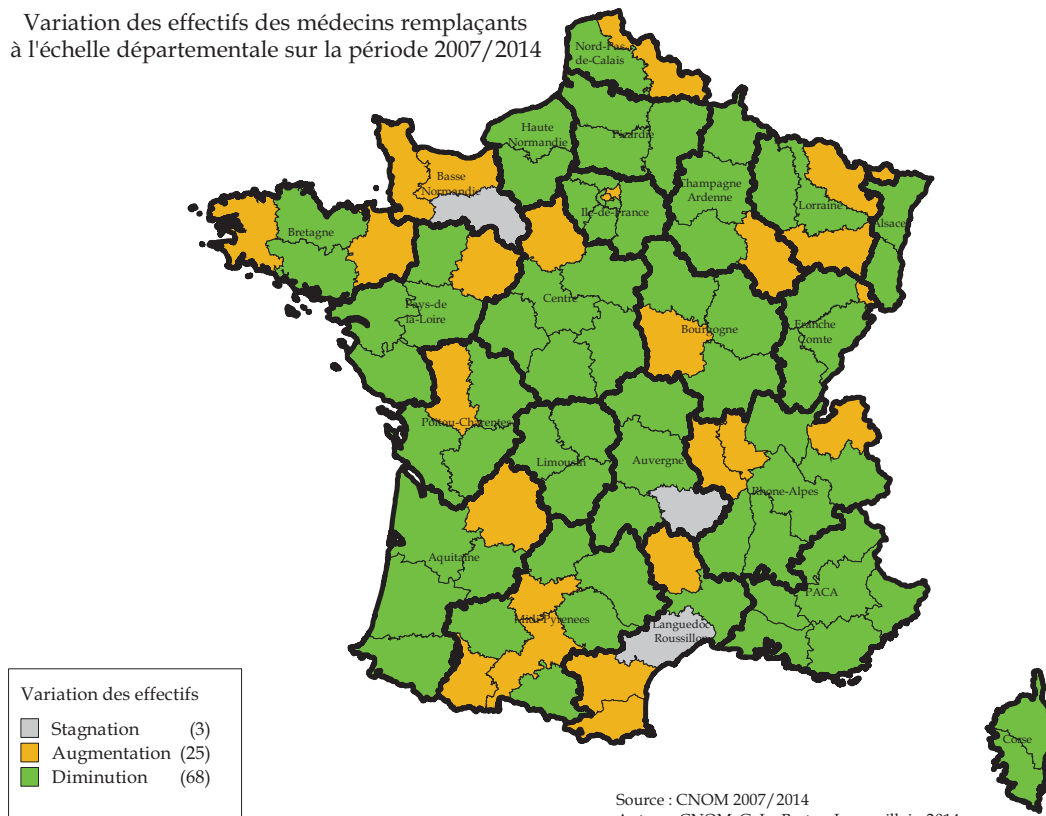 Variation des effectifs des médecins remplaçants
à l'échelle départementale sur la période 2007/2014
Nord-Pas-
de-Calais
Haute
Normandie
Picardie
Basse
Normandie
Champagne
Ardenne
Ile-de-France
Lorraine
Alsace
Bretagne
Pays-de
la-Loire
Centre
Bourgogne
Franche
Comte
Poitou-Charentes
Limousin
Auvergne
Rhone-Alpes
Aquitaine
Midi-Pyrenees
Languedoc
Roussillon
PACA
Corse
Variation des effectifs
Stagnation (3)
Augmentation (25)
Diminution (68)
Source : CNOM 2007/2014